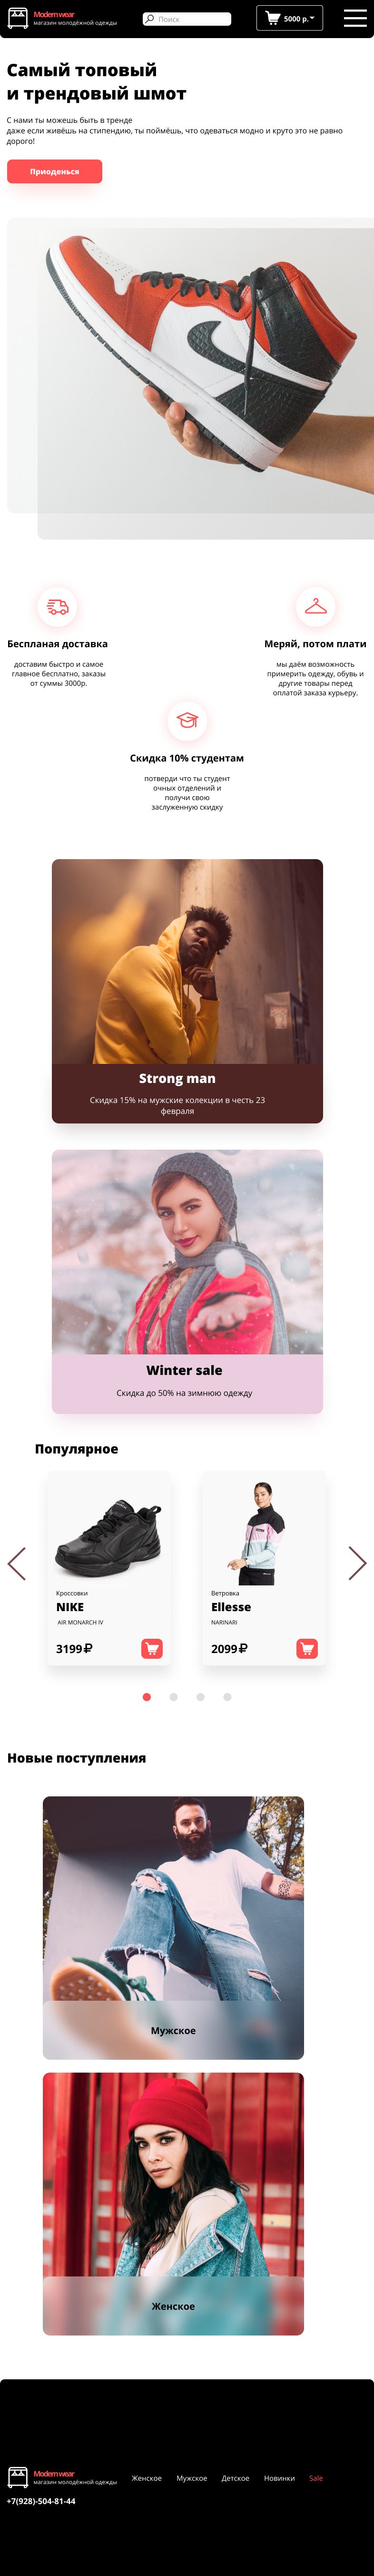 Modern wear
магазин молодёжной одежды
Поиск
5000 р.
Самый топовый
и трендовый шмот
С нами ты можешь быть в тренде
даже если живёшь на стипендию, ты поймёшь, что одеваться модно и круто это не равно
дорого!
Приоденься
Беспланая доставка
доставим быстро и самое
главное бесплатно, заказы
от суммы 3000р.
Меряй, потом плати
мы даём возможность
примерить одежду, обувь и
другие товары перед
оплатой заказа курьеру.
Скидка 10% студентам
потверди что ты студент
очных отделений и
получи свою
заслуженную скидку
Strong man
Скидка 15% на мужские колекции в честь 23
февраля
Winter sale
Скидка до 50% на зимнюю одежду
Популярное
Кроссовки
NIKE
AIR MONARCH IV
3199 ₽
Ветровка
Ellesse
NARINARI
2099 ₽
Новые поступления
Мужское
Женское
Modern wear
магазин молодёжной одежды
Женское
Мужское
Детское
Новинки
Sale
+7(928)-504-81-44